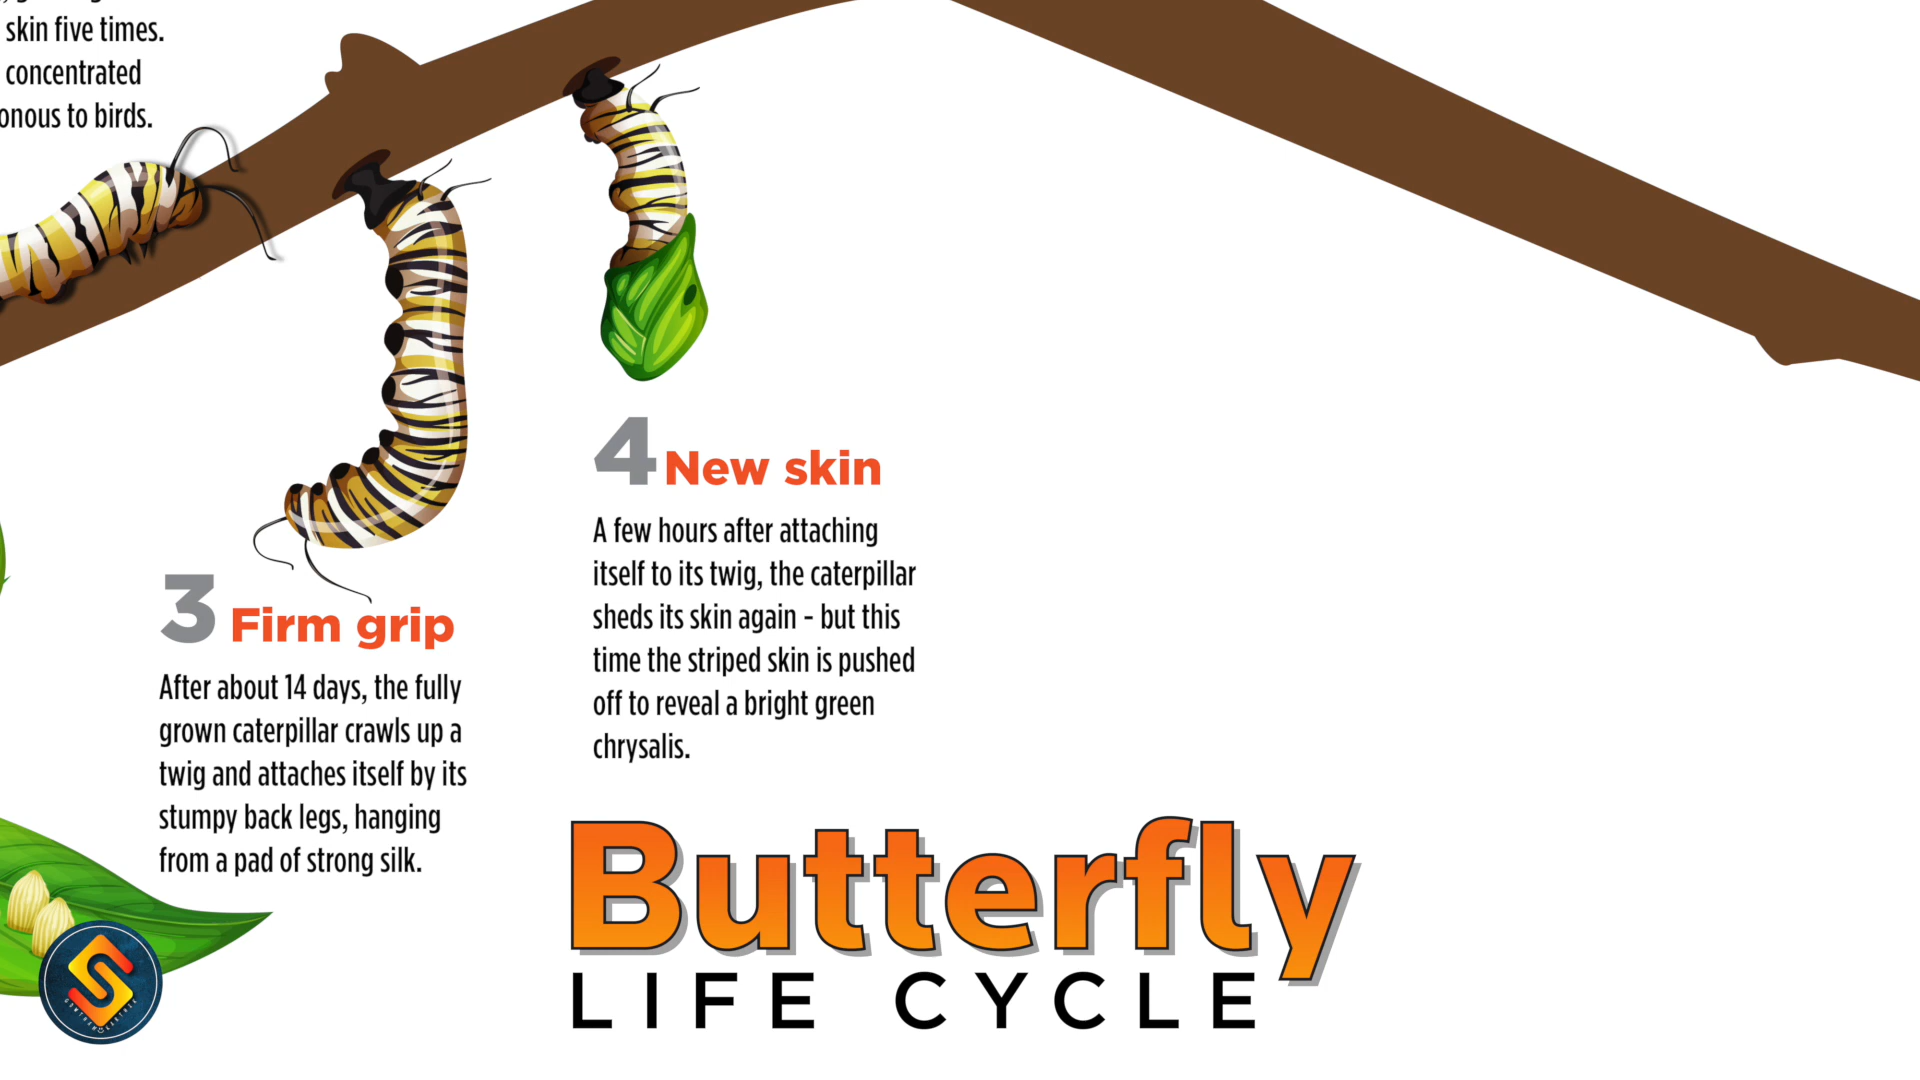 skin five times.
concentrated
to birds.
3 Firm grip
After about 14 days, the fully
grown caterpillar crawls up a
twig and attaches itself by its
stumpy back legs, hanging
from a pad of strong silk.
4 New skin
A few hours after attaching
itself to its twig, the caterpillar
sheds its skin again - but this
time the striped skin is pushed
off to reveal a bright green
chrysalis.
Butterfly
LIFE CYCLE